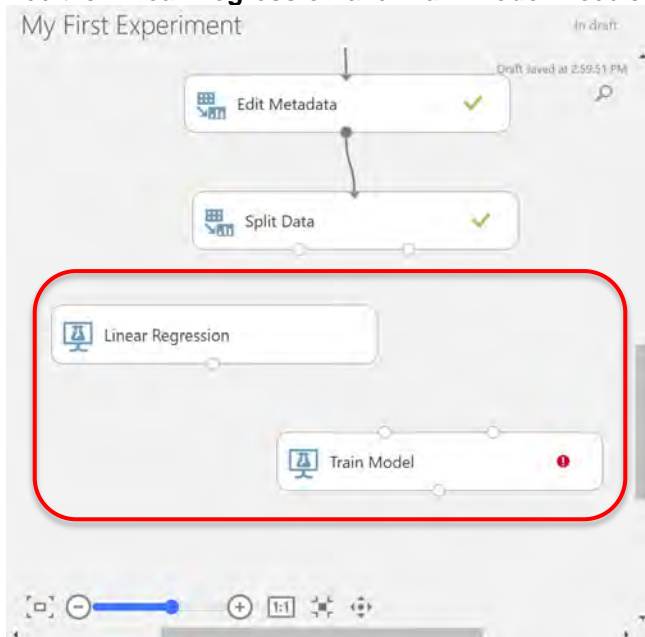 My First Experiment
In draft
Draft saved at 2:59:51 PM
Edit Metadata
Split Data
Linear Regression
Train Model
1:1